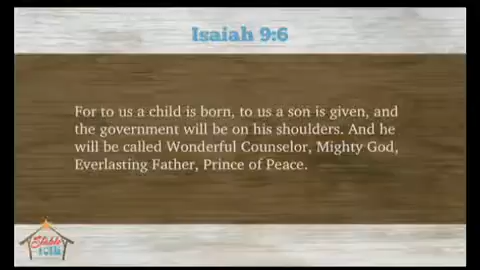 Isaiah 9:6
For to us a child is born, to us a son is given, and
the government will be on his shoulders. And he
will be called Wonderful Counselor, Mighty God,
Everlasting Father, Prince of Peace.
Stable